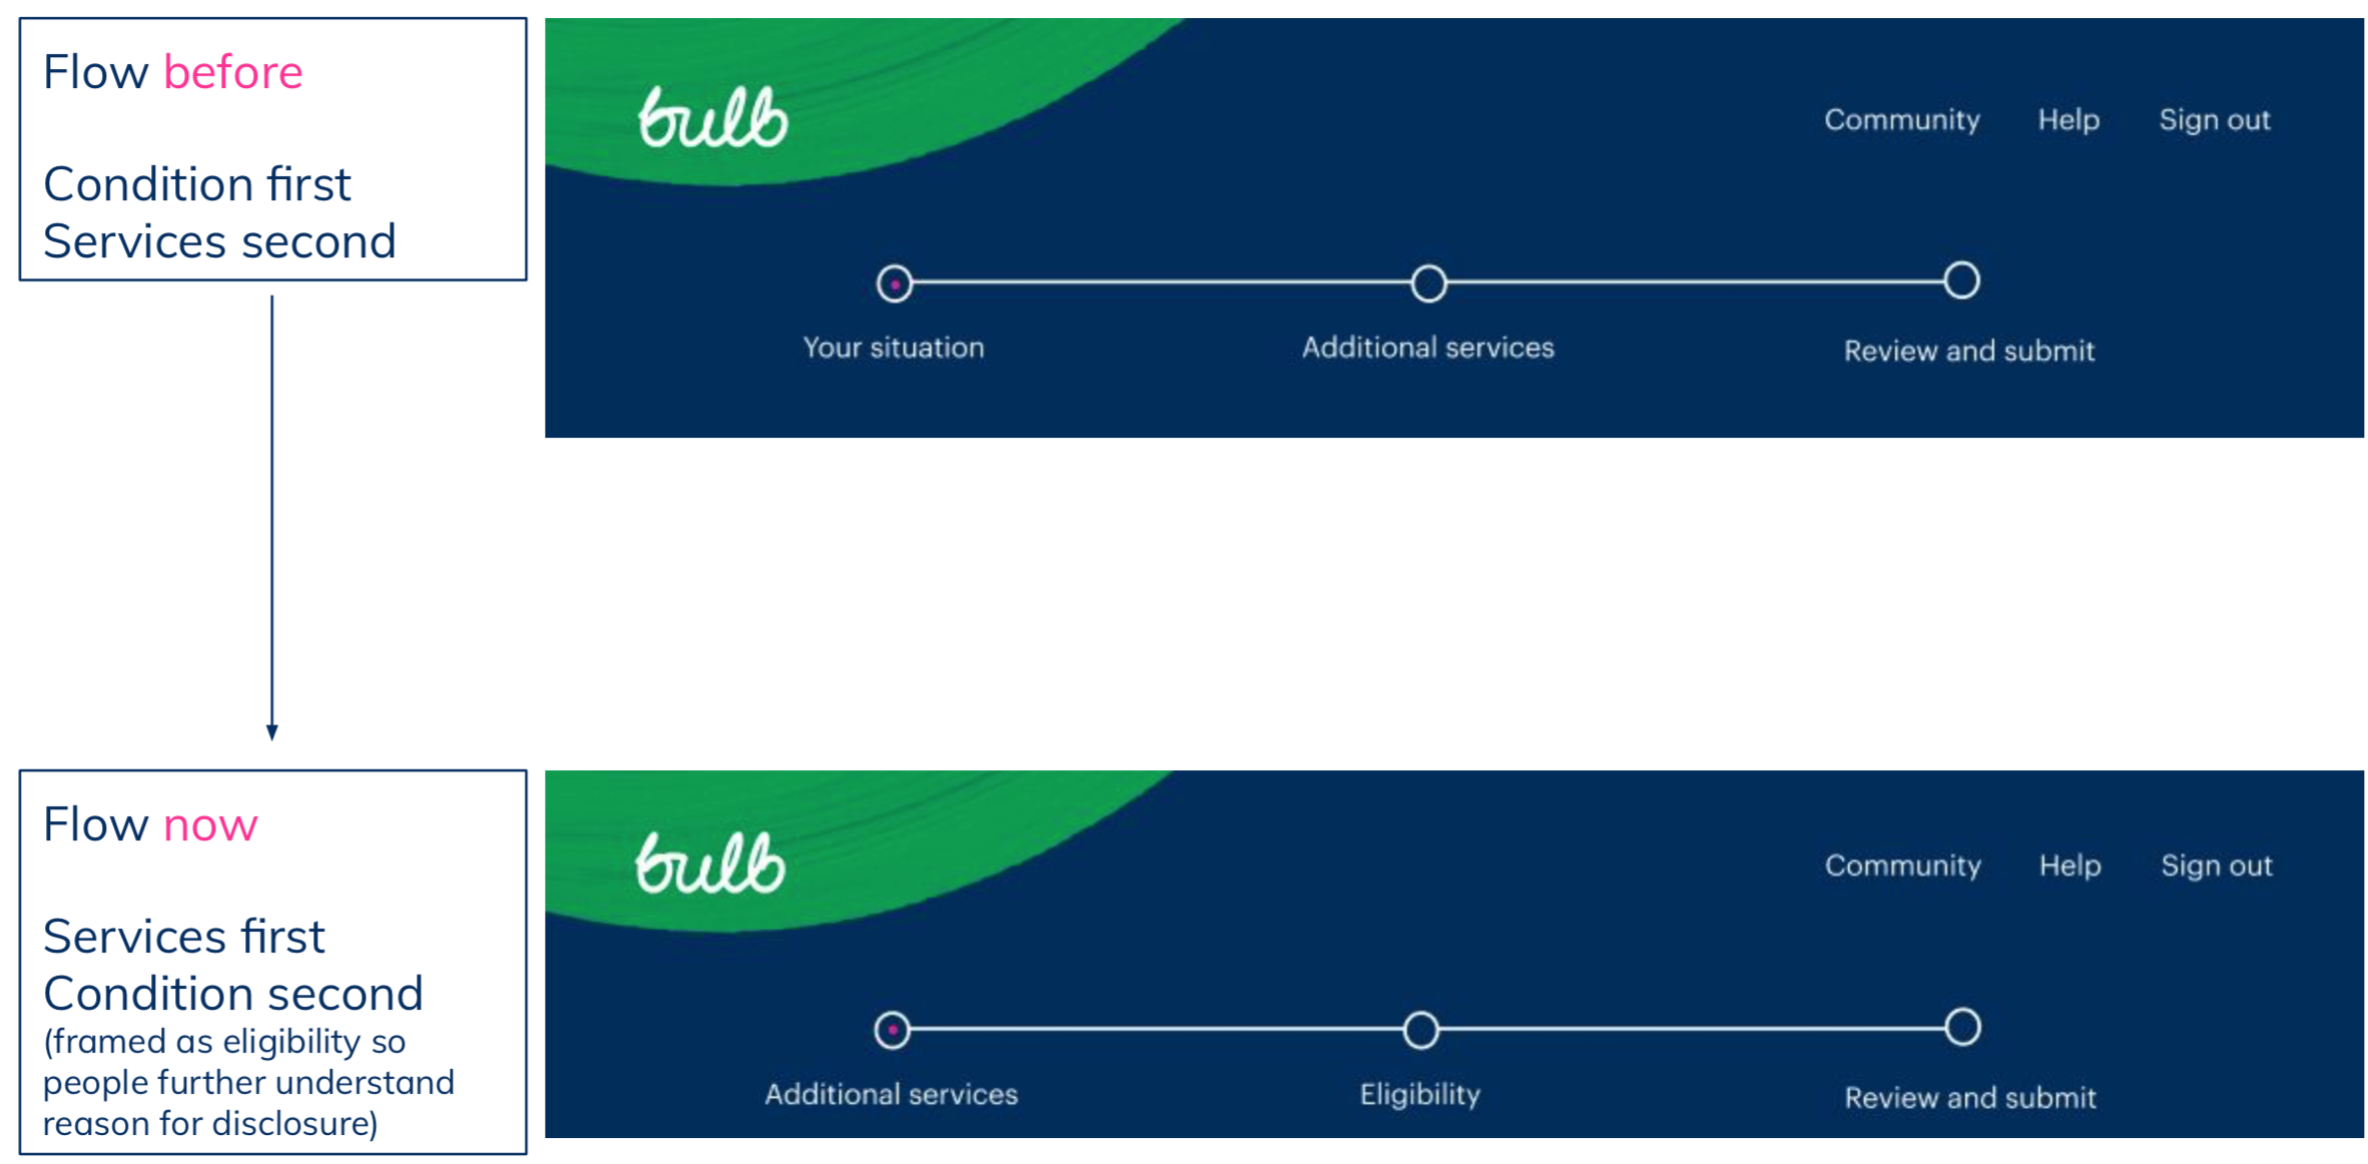 Flow before
Condition first
Services second
bulb
Community Help Sign out
Your situation Additional services Review and submit
Flow now
Services first
Condition second
(framed as eligibility so
people further understand
reason for disclosure)
bulb
Community Help Sign out
Additional services Eligibility Review and submit